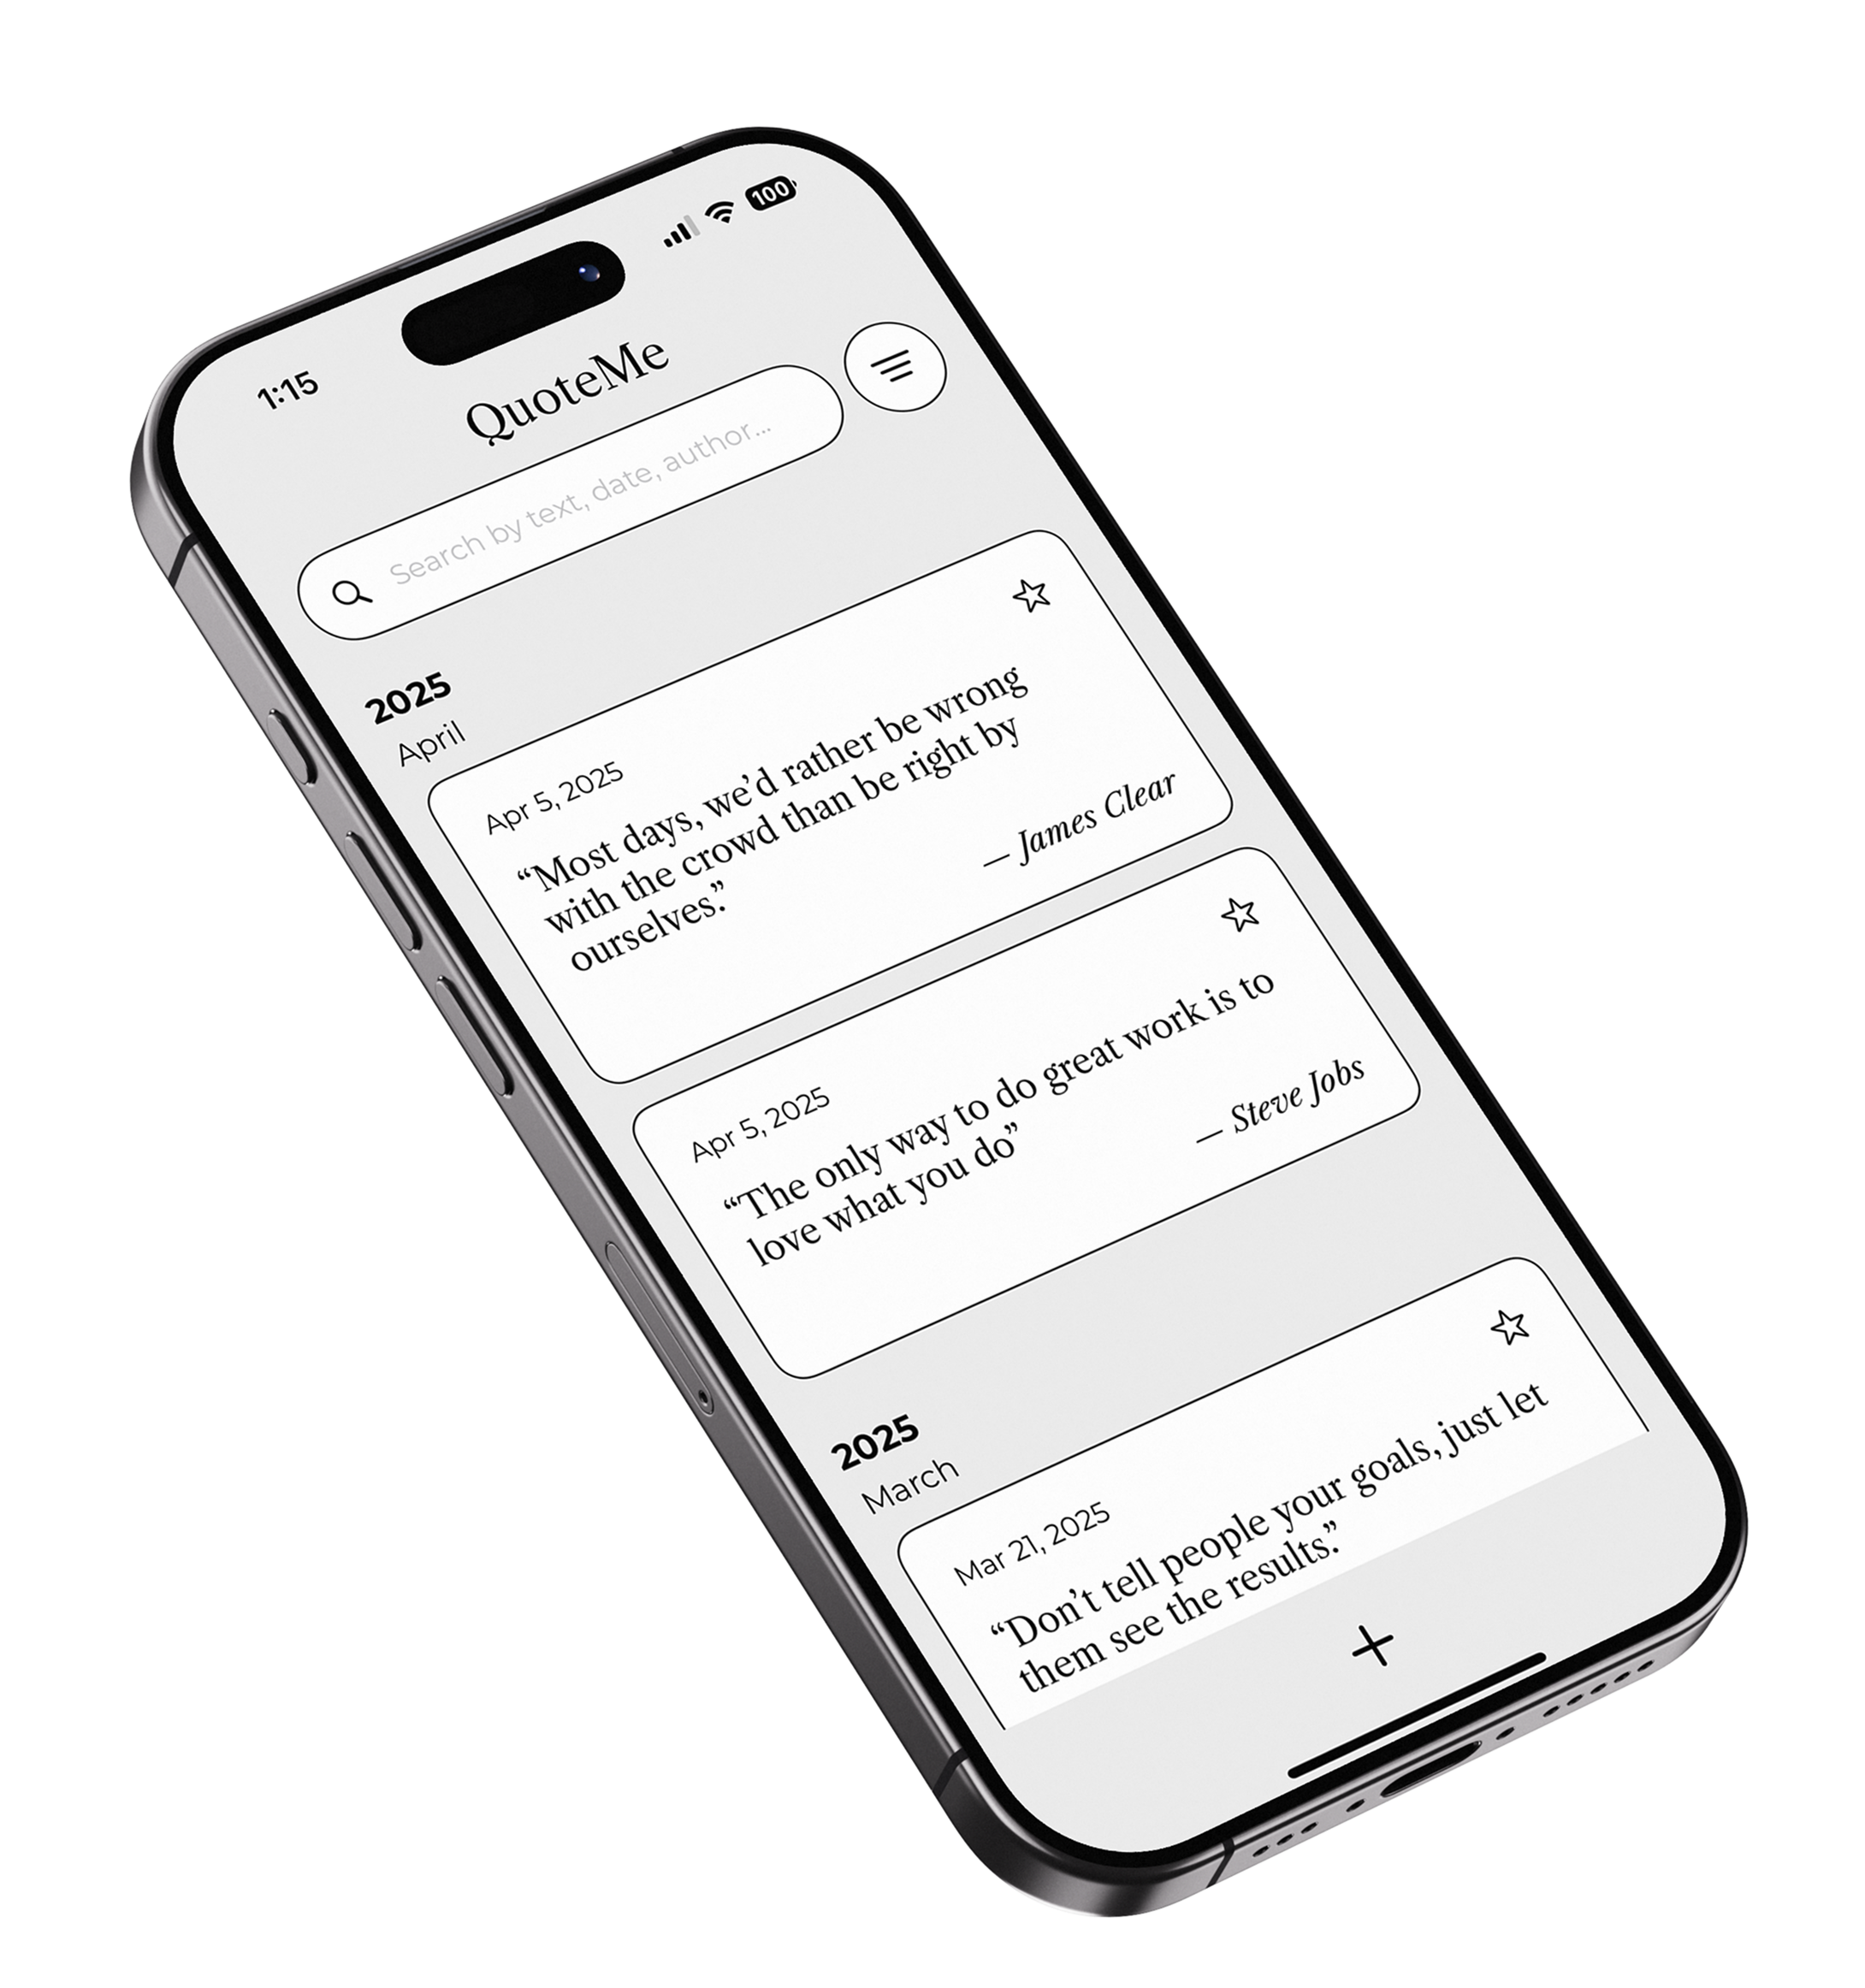 1:15
100
QuoteMe
Search by text, date, author...
2025
April
Apr 5, 2025
“Most days, we’d rather be wrong
with the crowd than be right by
ourselves.”
— James Clear
Apr 5, 2025
“The only way to do great work is to
love what you do”
— Steve Jobs
2025
March
Mar 21, 2025
“Don’t tell people your goals, just let
them see the results.”